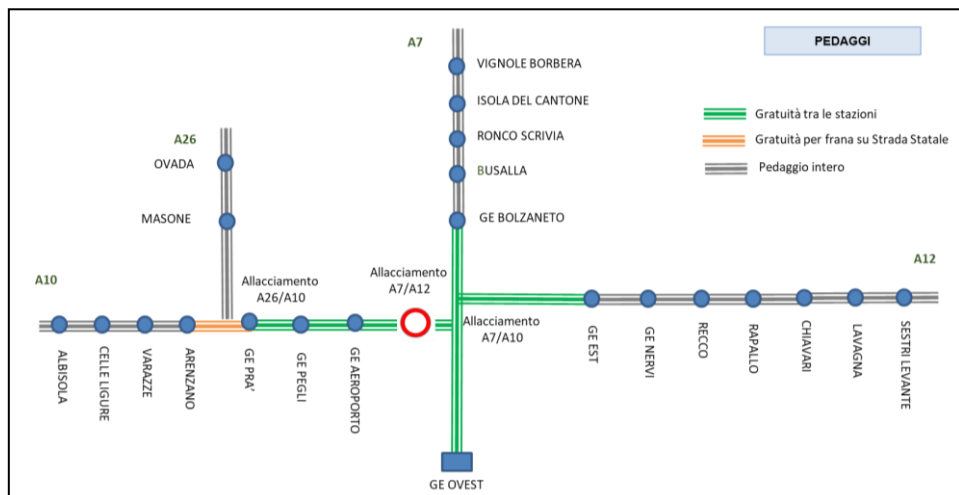 A7
PEDAGGI
VIGNOLE BORBERA
ISOLA DEL CANTONE
RONCO SCRIVIA
BUSALLA
GE BOLZANETO
Gratuità tra le stazioni
Gratuità per frana su Strada Statale
Pedaggio intero
A26
OVADA
MASONE
A10
Allacciamento
A26/A10
Allacciamento
A7/A12
A12
Allacciamento
A7/A10
ALBISOLA
CELLE LIGURE
VARAZZE
ARENZANO
GE PRA'
GE PEGLI
GE AEROPORTO
GE EST
GE NERVI
RECCO
RAPALLO
CHIAVARI
LAVAGNA
SESTRI LEVANTE
GE OVEST